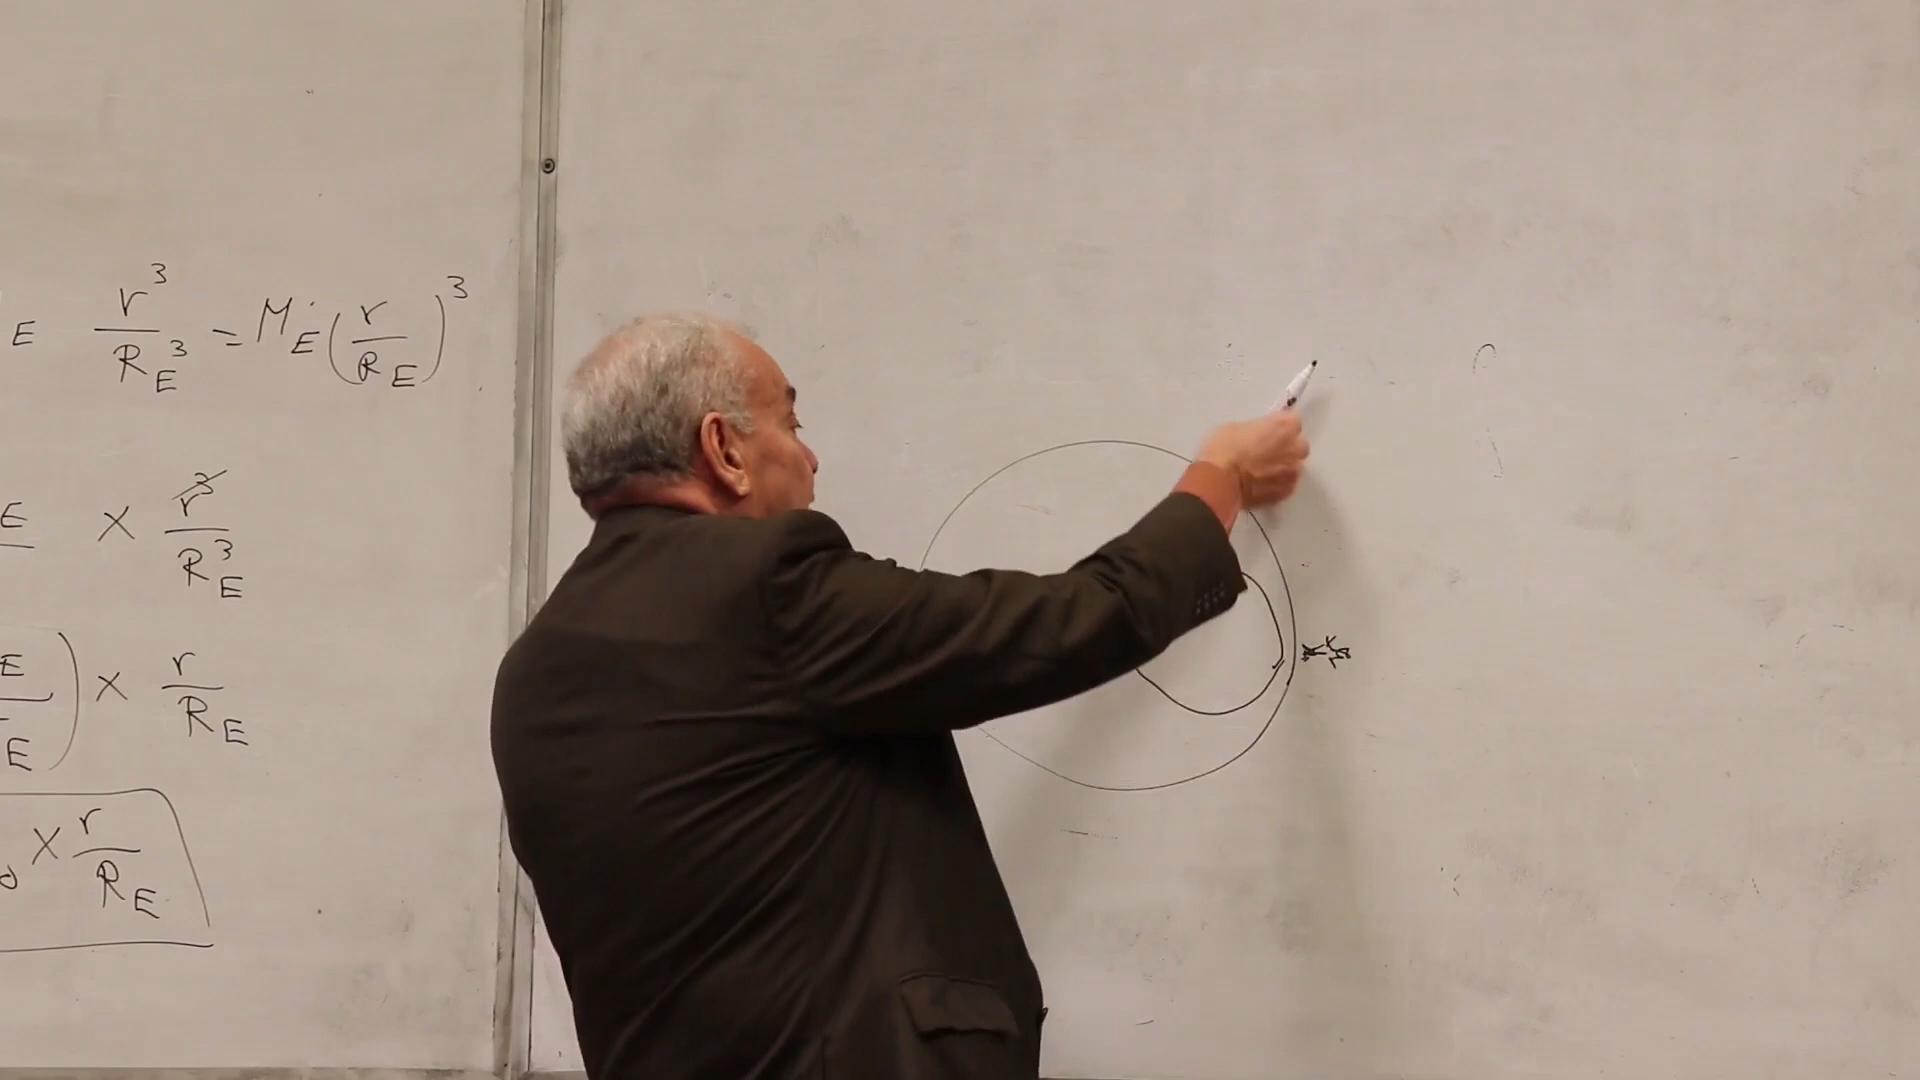 E r³/R_E³ = M_E (r/R_E)³
E × r³/R_E³
E/E) × r/R_E
× r/R_E